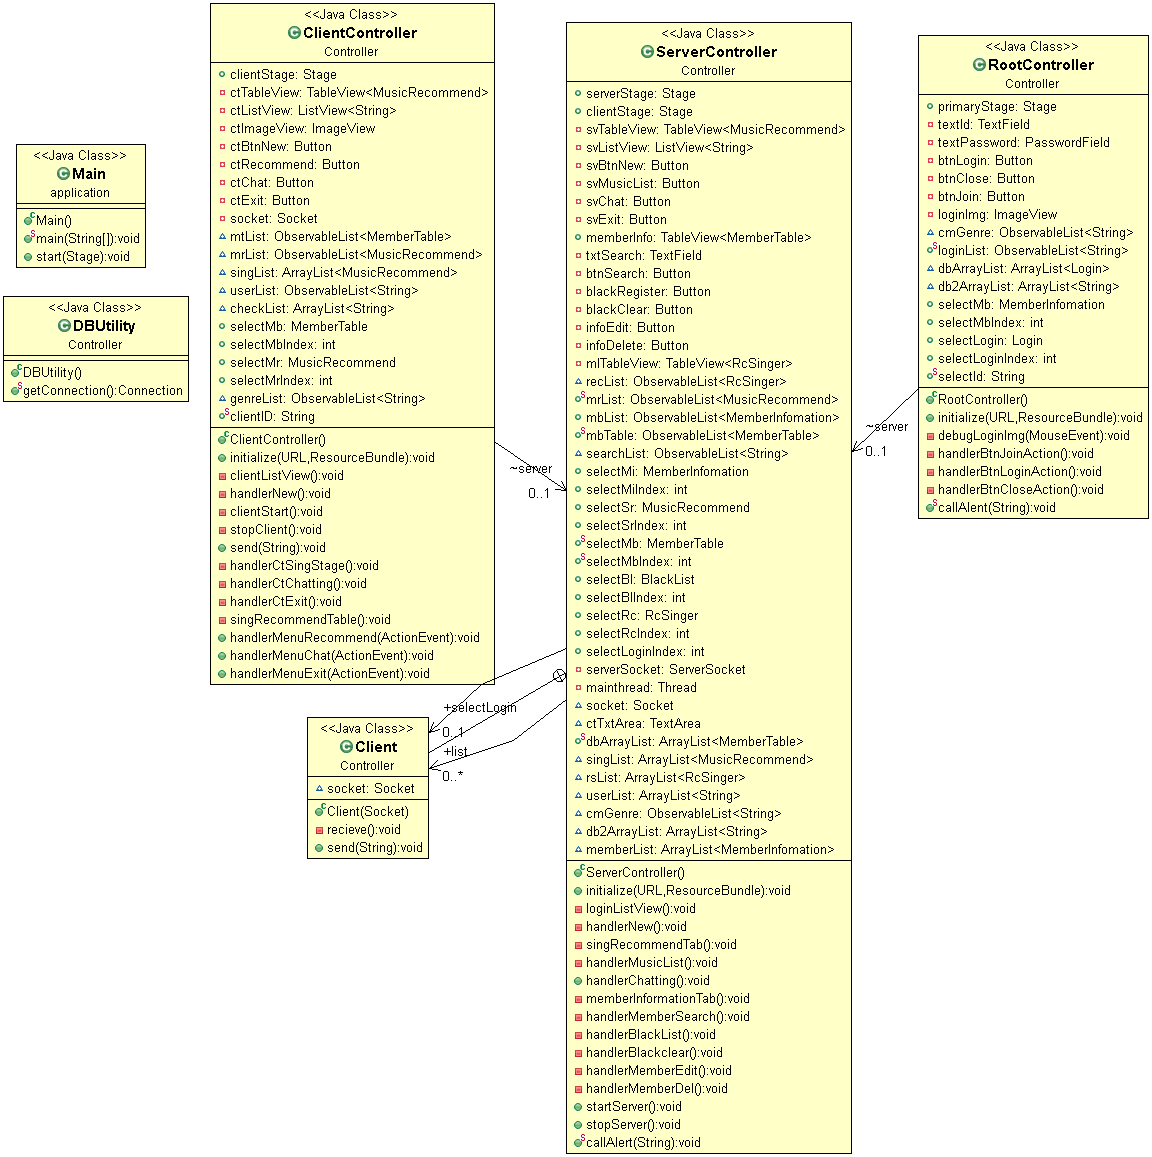 <<Java Class>>
Main
application
Main()
main(String[]):void
start(Stage):void
<<Java Class>>
DBUtility
Controller
DBUtility()
getConnection():Connection
<<Java Class>>
ClientController
Controller
clientStage: Stage
ctTableView: TableView<MusicRecommend>
ctListView: ListView<String>
ctImageView: ImageView
ctBtnNew: Button
ctRecommend: Button
ctChat: Button
ctExit: Button
socket: Socket
mtList: ObservableList<MemberTable>
mrList: ObservableList<MusicRecommend>
singList: ArrayList<MusicRecommend>
userList: ObservableList<String>
checkList: ArrayList<String>
selectMb: MemberTable
selectMbIndex: int
selectMr: MusicRecommend
selectMrIndex: int
genreList: ObservableList<String>
clientID: String
ClientController()
initialize(URL,ResourceBundle):void
clientListView():void
handlerNew():void
clientStart():void
stopClient():void
send(String):void
handlerCtSingStage():void
handlerCtChatting():void
handlerCtExit():void
singRecommendTable():void
handlerMenuRecommend(ActionEvent):void
handlerMenuChat(ActionEvent):void
handlerMenuExit(ActionEvent):void
~server
0..1
<<Java Class>>
Client
Controller
socket: Socket
Client(Socket)
recieve():void
send(String):void
+selectLogin
0..1
+list
0..*
<<Java Class>>
ServerController
Controller
serverStage: Stage
clientStage: Stage
svTableView: TableView<MusicRecommend>
svListView: ListView<String>
svBtnNew: Button
svMusicList: Button
svChat: Button
svExit: Button
memberInfo: TableView<MemberTable>
txtSearch: TextField
btnSearch: Button
blackRegister: Button
blackClear: Button
infoEdit: Button
infoDelete: Button
mlTableView: TableView<RcSinger>
recList: ObservableList<RcSinger>
mrList: ObservableList<MusicRecommend>
mbList: ObservableList<MemberInfomation>
mbTable: ObservableList<MemberTable>
searchList: ObservableList<String>
selectMi: MemberInfomation
selectMiIndex: int
selectSr: MusicRecommend
selectSrIndex: int
selectMb: MemberTable
selectMbIndex: int
selectBl: BlackList
selectBlIndex: int
selectRc: RcSinger
selectRcIndex: int
selectLoginIndex: int
serverSocket: ServerSocket
mainthread: Thread
socket: Socket
ctTxtArea: TextArea
dbArrayList: ArrayList<MemberTable>
singList: ArrayList<MusicRecommend>
rsList: ArrayList<RcSinger>
userList: ArrayList<String>
cmGenre: ObservableList<String>
db2ArrayList: ArrayList<String>
memberList: ArrayList<MemberInfomation>
ServerController()
initialize(URL,ResourceBundle):void
loginListView():void
handlerNew():void
singRecommendTab():void
handlerMusicList():void
handlerChatting():void
memberInformationTab():void
handlerMemberSearch():void
handlerBlackList():void
handlerBlackclear():void
handlerMemberEdit():void
handlerMemberDel():void
startServer():void
stopServer():void
callAlert(String):void
~server
0..1
<<Java Class>>
RootController
Controller
primaryStage: Stage
textId: TextField
textPassword: PasswordField
btnLogin: Button
btnClose: Button
btnJoin: Button
loginImg: ImageView
cmGenre: ObservableList<String>
loginList: ObservableList<String>
dbArrayList: ArrayList<Login>
db2ArrayList: ArrayList<String>
selectMb: MemberInfomation
selectMbIndex: int
selectLogin: Login
selectLoginIndex: int
selectId: String
RootController()
initialize(URL,ResourceBundle):void
debugLoginImg(MouseEvent):void
handlerBtnJoinAction():void
handlerBtnLoginAction():void
handlerBtnCloseAction():void
callAlent(String):void